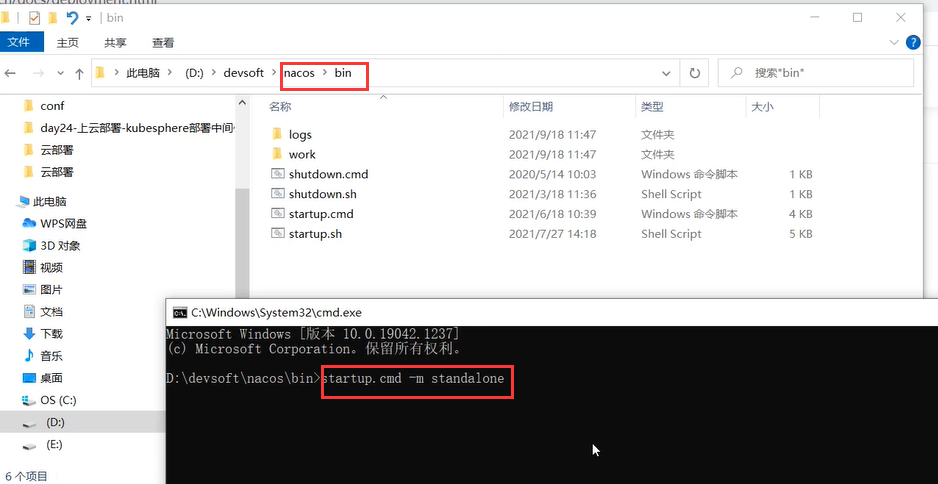 ch/docs/deployment.html
bin
文件 主页 共享 查看
此电脑 (D:) devsoft nacos bin 搜索"bin"
名称 修改日期 类型 大小
conf
day24-上云部署-kubesphere部署中间
云部署
云部署
此电脑
WPS网盘
3D 对象
视频
图片
文档
下载
音乐
桌面
OS (C:)
(D:)
(E:)
6 个项目
logs 2021/9/18 11:47 文件夹
work 2021/9/18 11:47 文件夹
shutdown.cmd 2020/5/14 10:03 Windows 命令脚本 1 KB
shutdown.sh 2021/3/18 11:36 Shell Script 1 KB
startup.cmd 2021/6/18 10:39 Windows 命令脚本 4 KB
startup.sh 2021/7/27 14:18 Shell Script 5 KB
C:\Windows\System32\cmd.exe
Microsoft Windows [版本 10.0.19042.1237]
(c) Microsoft Corporation。保留所有权利。
D:\devsoft\nacos\bin>startup.cmd -m standalone